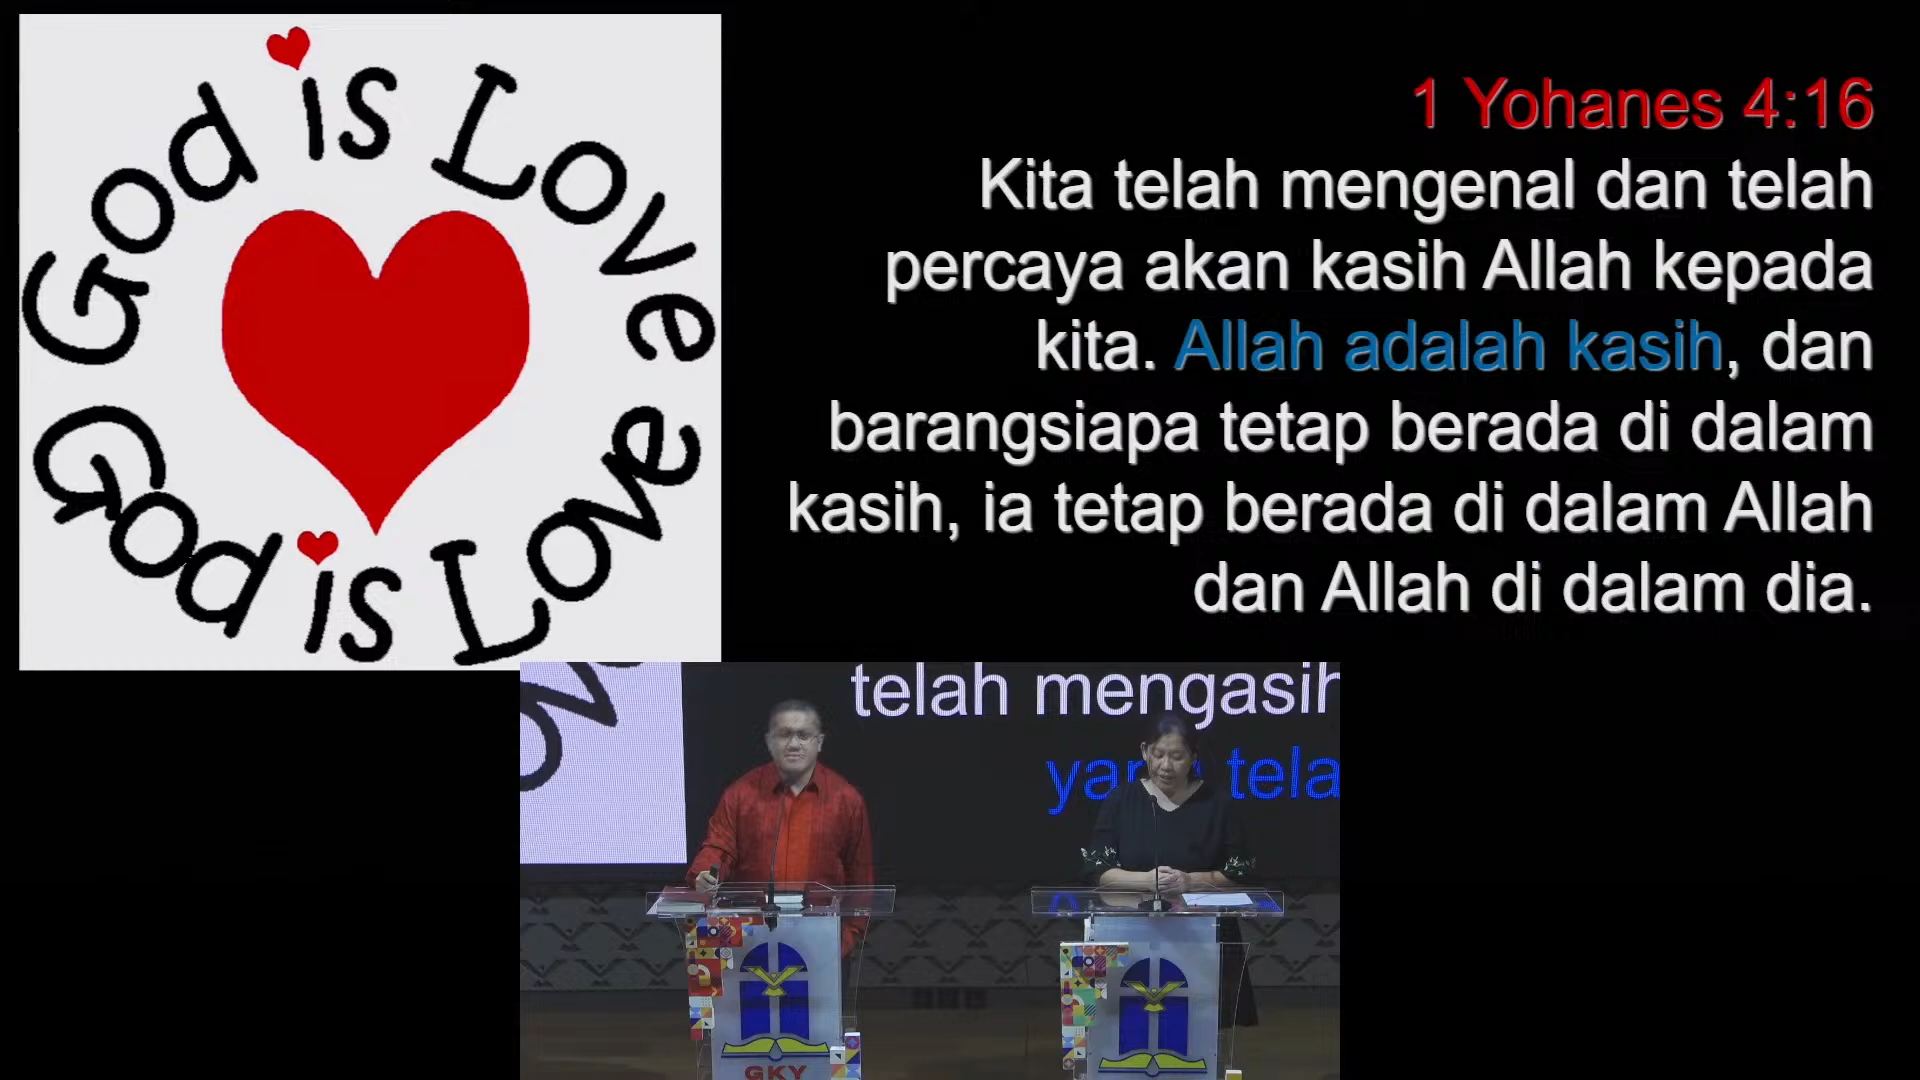 God is Love
God is Love
1 Yohanes 4:16
Kita telah mengenal dan telah
percaya akan kasih Allah kepada
kita. Allah adalah kasih, dan
barangsiapa tetap berada di dalam
kasih, ia tetap berada di dalam Allah
dan Allah di dalam dia.
telah mengasih
tela
GKY